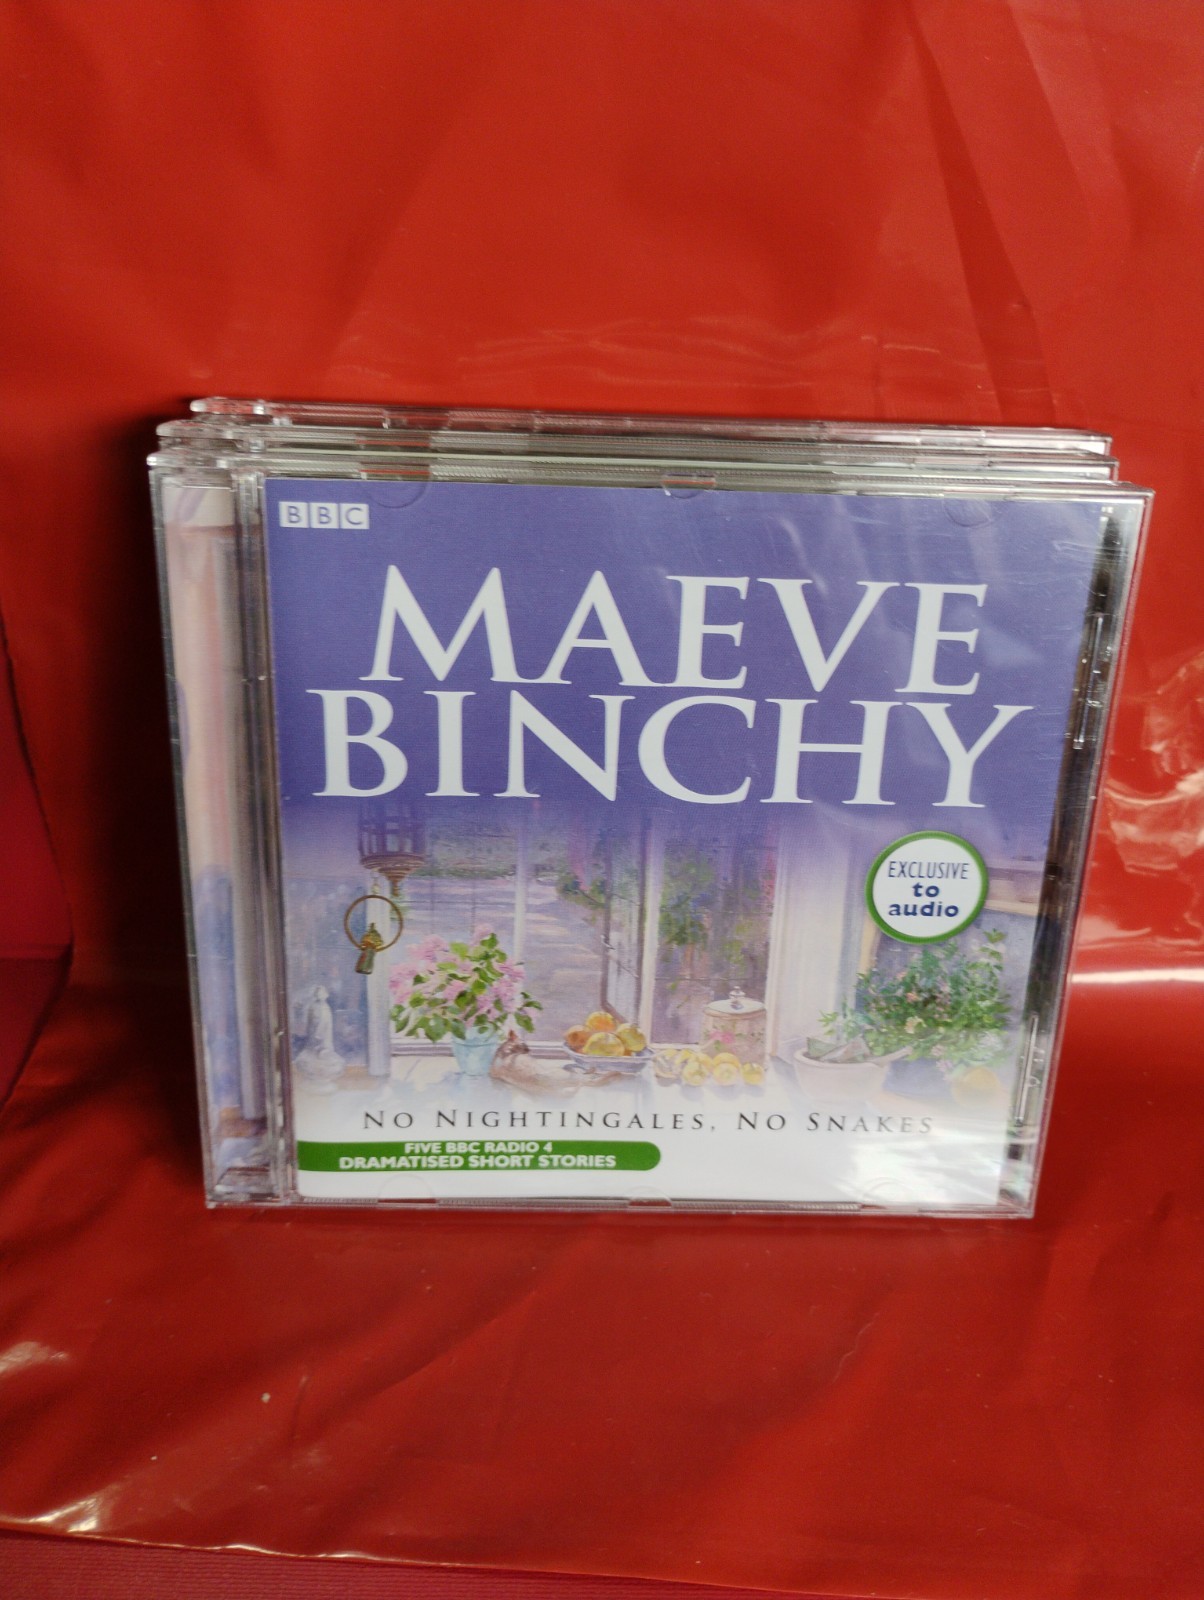 BBC
MAEVE
BINCHY
EXCLUSIVE
to
audio
NO NIGHTINGALES, NO SNAKES
FIVE BBC RADIO 4
DRAMATISED SHORT STORIES